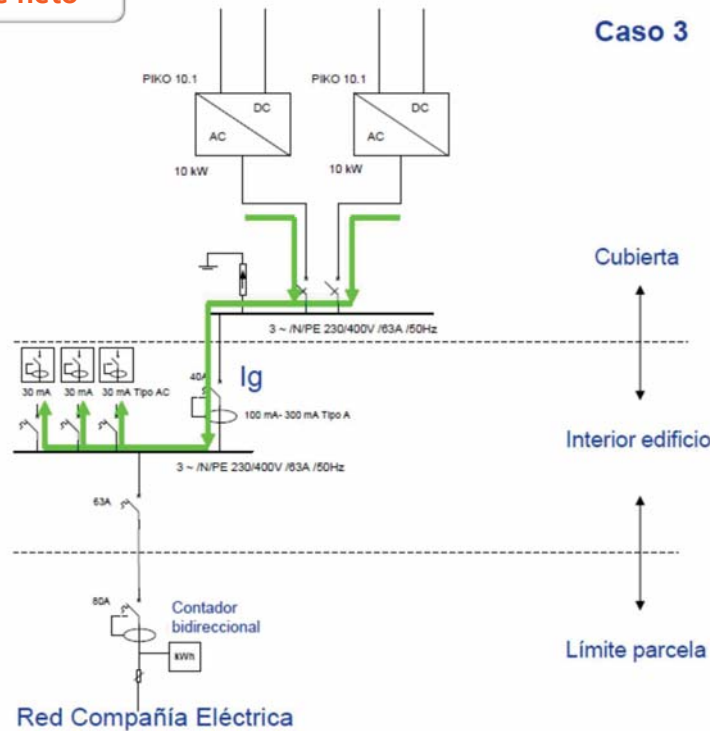 neto
Caso 3
PIKO 10.1
PIKO 10.1
DC
AC
DC
AC
10 kW
10 kW
Cubierta
3 ~ /N/PE 230/400V /63A /50Hz
40A
Ig
30 mA
30 mA
30 mA Tipo AC
100 mA- 300 mA Tipo A
Interior edificio
3 ~ /N/PE 230/400V /63A /50Hz
63A
80A
Contador
bidireccional
kWh
Límite parcela
Red Compañía Eléctrica